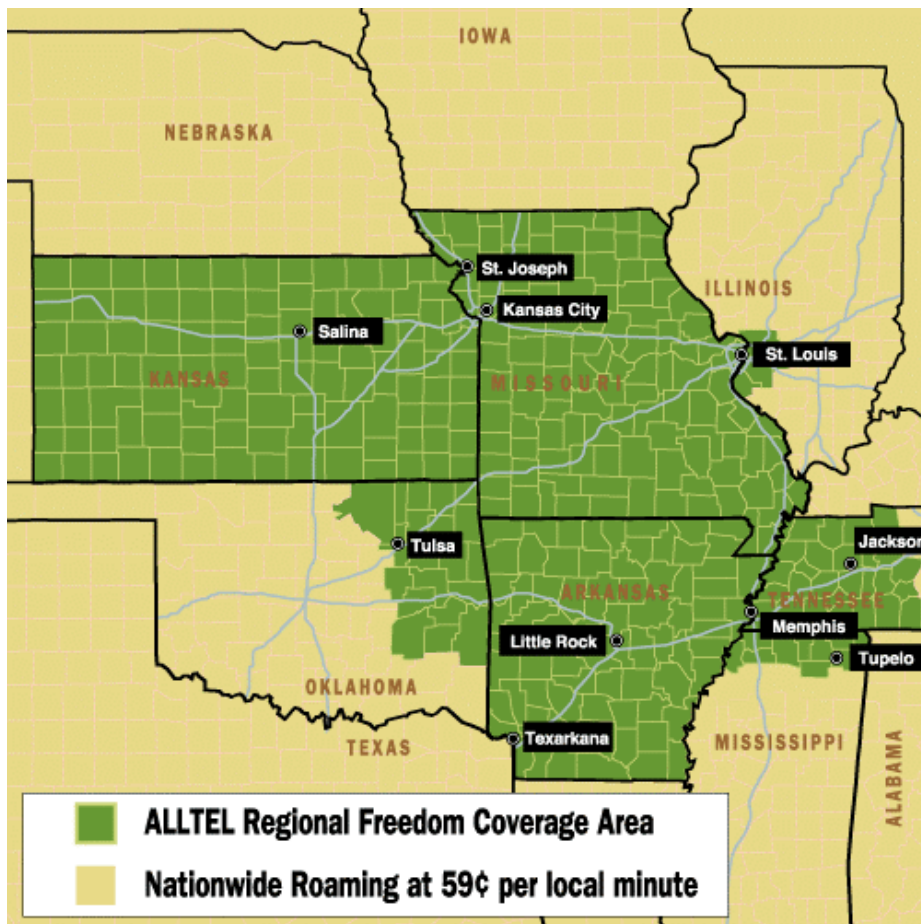 IOWA
NEBRASKA
St. Joseph
ILLINOIS
Kansas City
Salina
St. Louis
KANSAS
MISSOURI
Tulsa
Jackson
ARKANSAS
TENNESSEE
Memphis
Little Rock
Tupelo
OKLAHOMA
Texarkana
TEXAS
MISSISSIPPI
ALABAMA
ALLTEL Regional Freedom Coverage Area
Nationwide Roaming at 59¢ per local minute